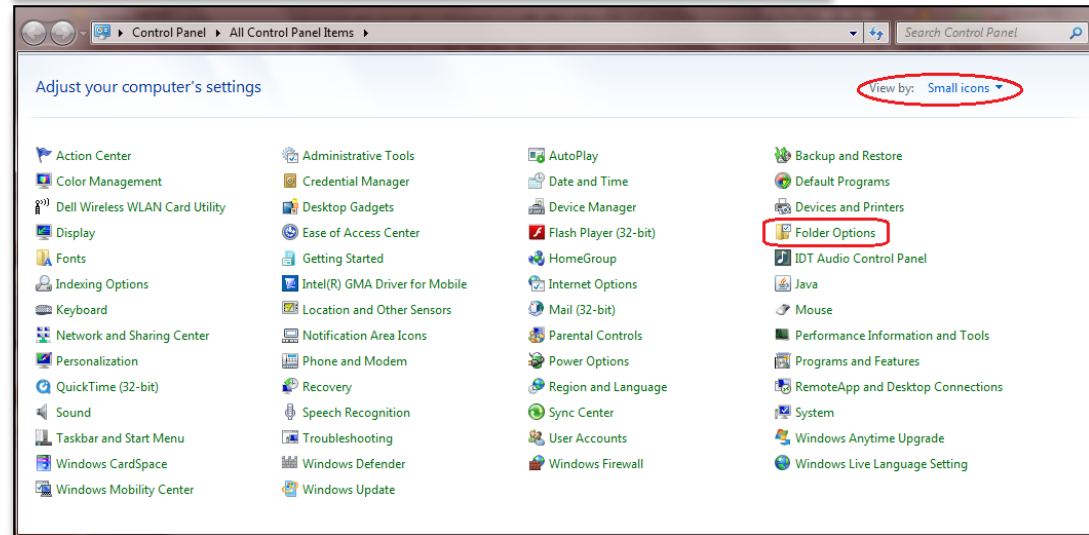 Control Panel ▸ All Control Panel Items ▸ Search Control Panel
Adjust your computer's settings View by: Small icons
Action Center Administrative Tools AutoPlay Backup and Restore
Color Management Credential Manager Date and Time Default Programs
Dell Wireless WLAN Card Utility Desktop Gadgets Device Manager Devices and Printers
Display Ease of Access Center Flash Player (32-bit) Folder Options
Fonts Getting Started HomeGroup IDT Audio Control Panel
Indexing Options Intel(R) GMA Driver for Mobile Internet Options Java
Keyboard Location and Other Sensors Mail (32-bit) Mouse
Network and Sharing Center Notification Area Icons Parental Controls Performance Information and Tools
Personalization Phone and Modem Power Options Programs and Features
QuickTime (32-bit) Recovery Region and Language RemoteApp and Desktop Connections
Sound Speech Recognition Sync Center System
Taskbar and Start Menu Troubleshooting User Accounts Windows Anytime Upgrade
Windows CardSpace Windows Defender Windows Firewall Windows Live Language Setting
Windows Mobility Center Windows Update